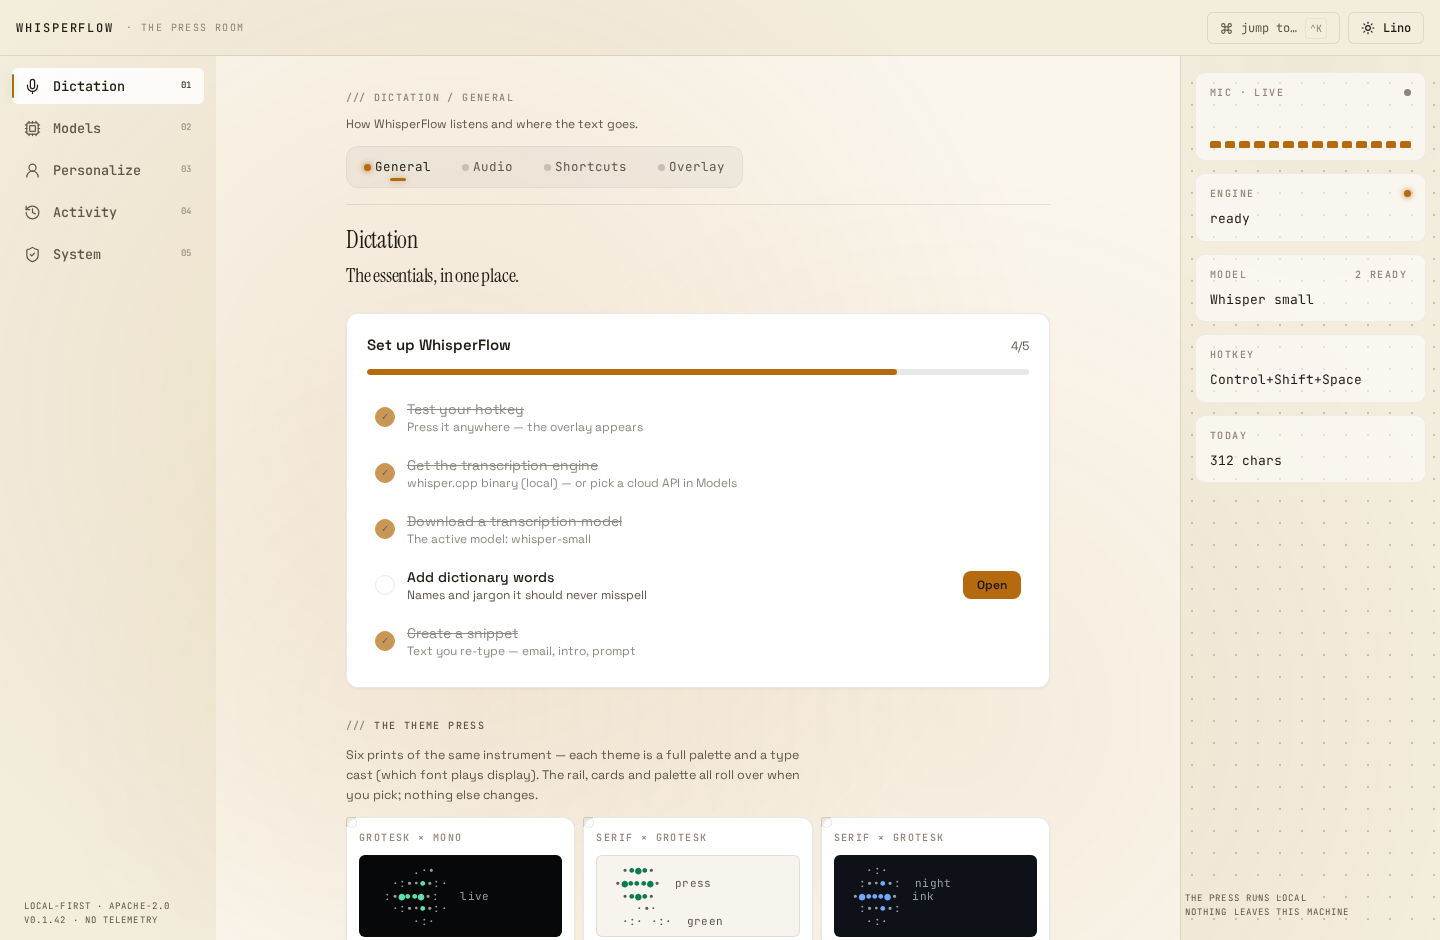 WHISPERFLOW · THE PRESS ROOM
⌘ jump to… ^K
Lino
Dictation 01
Models 02
Personalize 03
Activity 04
System 05
LOCAL-FIRST · APACHE-2.0
V0.1.42 · NO TELEMETRY
/// DICTATION / GENERAL
How WhisperFlow listens and where the text goes.
General Audio Shortcuts Overlay
Dictation
The essentials, in one place.
Set up WhisperFlow 4/5
✓ Test your hotkey
Press it anywhere — the overlay appears
✓ Get the transcription engine
whisper.cpp binary (local) — or pick a cloud API in Models
✓ Download a transcription model
The active model: whisper-small
Add dictionary words
Names and jargon it should never misspell
Open
✓ Create a snippet
Text you re-type — email, intro, prompt
/// THE THEME PRESS
Six prints of the same instrument — each theme is a full palette and a type
cast (which font plays display). The rail, cards and palette all roll over when
you pick; nothing else changes.
GROTESK × MONO
live
SERIF × GROTESK
press
green
SERIF × GROTESK
night
ink
MIC · LIVE
ENGINE
ready
MODEL 2 READY
Whisper small
HOTKEY
Control+Shift+Space
TODAY
312 chars
THE PRESS RUNS LOCAL
NOTHING LEAVES THIS MACHINE